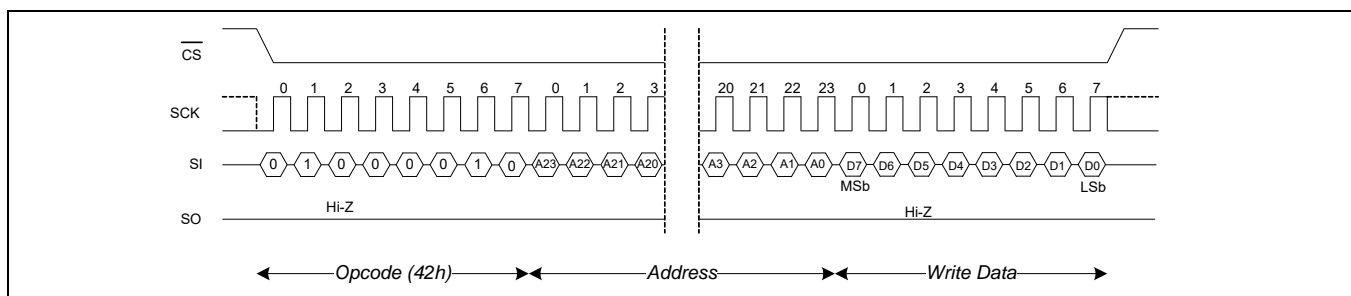 CS
0 1 2 3 4 5 6 7 0 1 2 3 20 21 22 23 0 1 2 3 4 5 6 7
SCK
SI 0 1 0 0 0 0 1 0 A23 A22 A21 A20 A3 A2 A1 A0 D7 D6 D5 D4 D3 D2 D1 D0
MSb LSb
Hi-Z Hi-Z
SO
Opcode (42h) Address Write Data